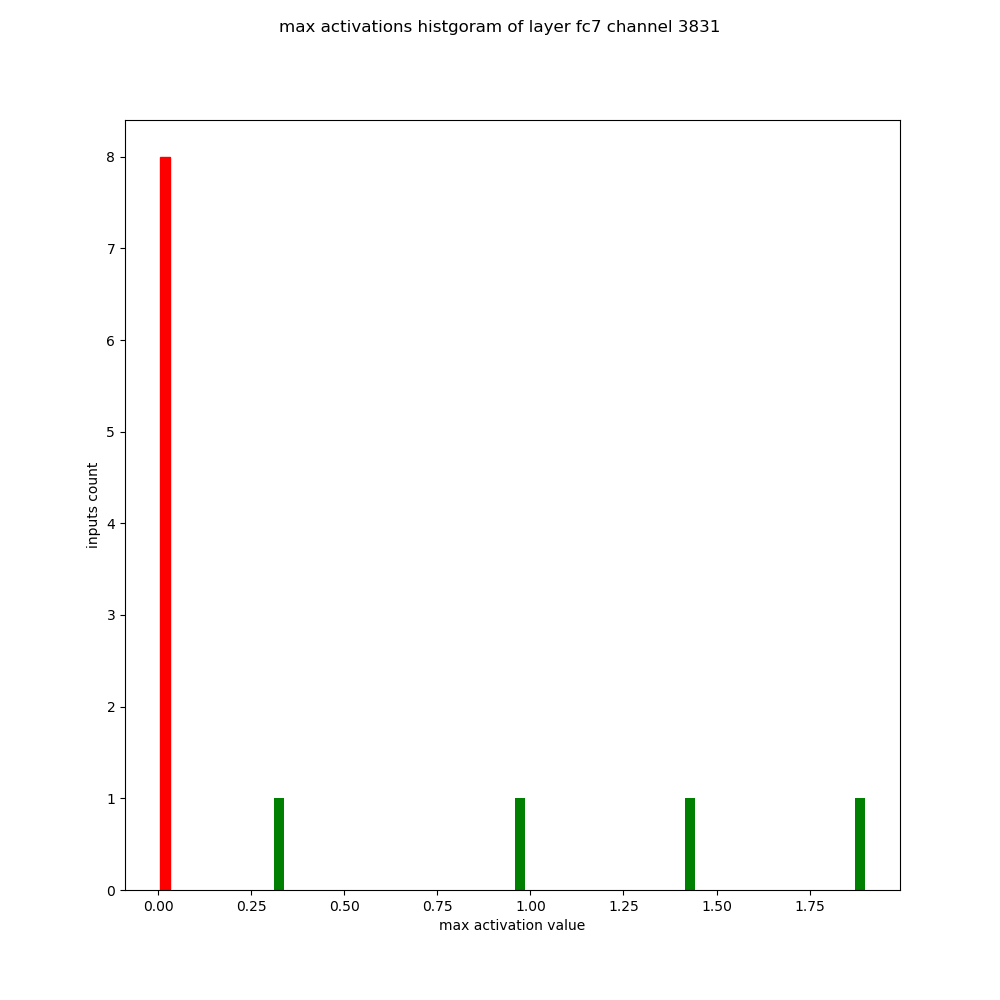 max activations histgoram of layer fc7 channel 3831
8
7
6
5
4
3
2
1
0
inputs count
0.00 0.25 0.50 0.75 1.00 1.25 1.50 1.75
max activation value